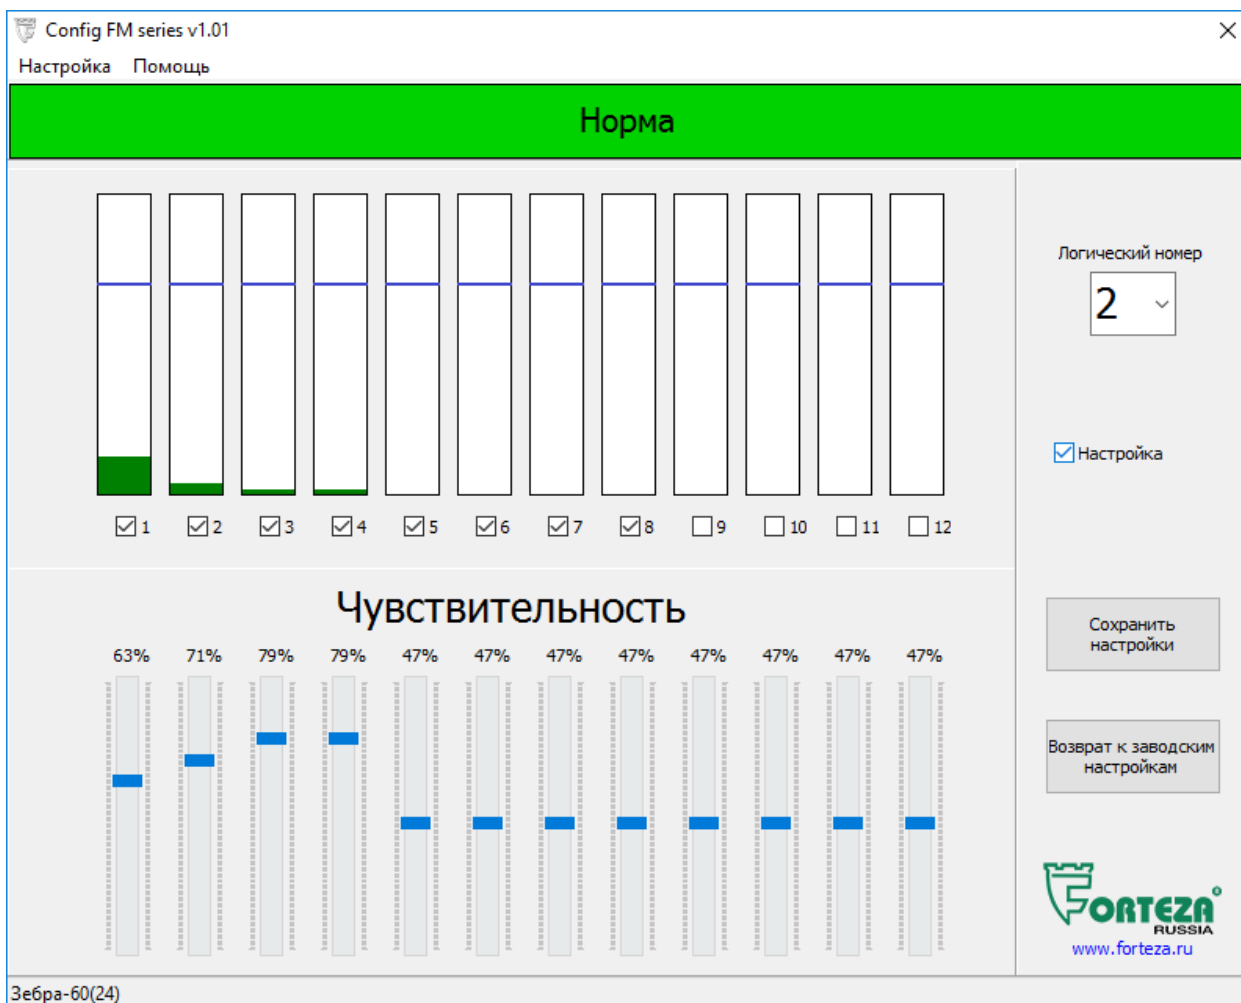 Config FM series v1.01
Настройка Помощь
Норма
Логический номер
2
Настройка
1 2 3 4 5 6 7 8 9 10 11 12
Чувствительность
63% 71% 79% 79% 47% 47% 47% 47% 47% 47% 47% 47%
Сохранить
настройки
Возврат к заводским
настройкам
FORTEZA®
RUSSIA
www.forteza.ru
Зебра-60(24)